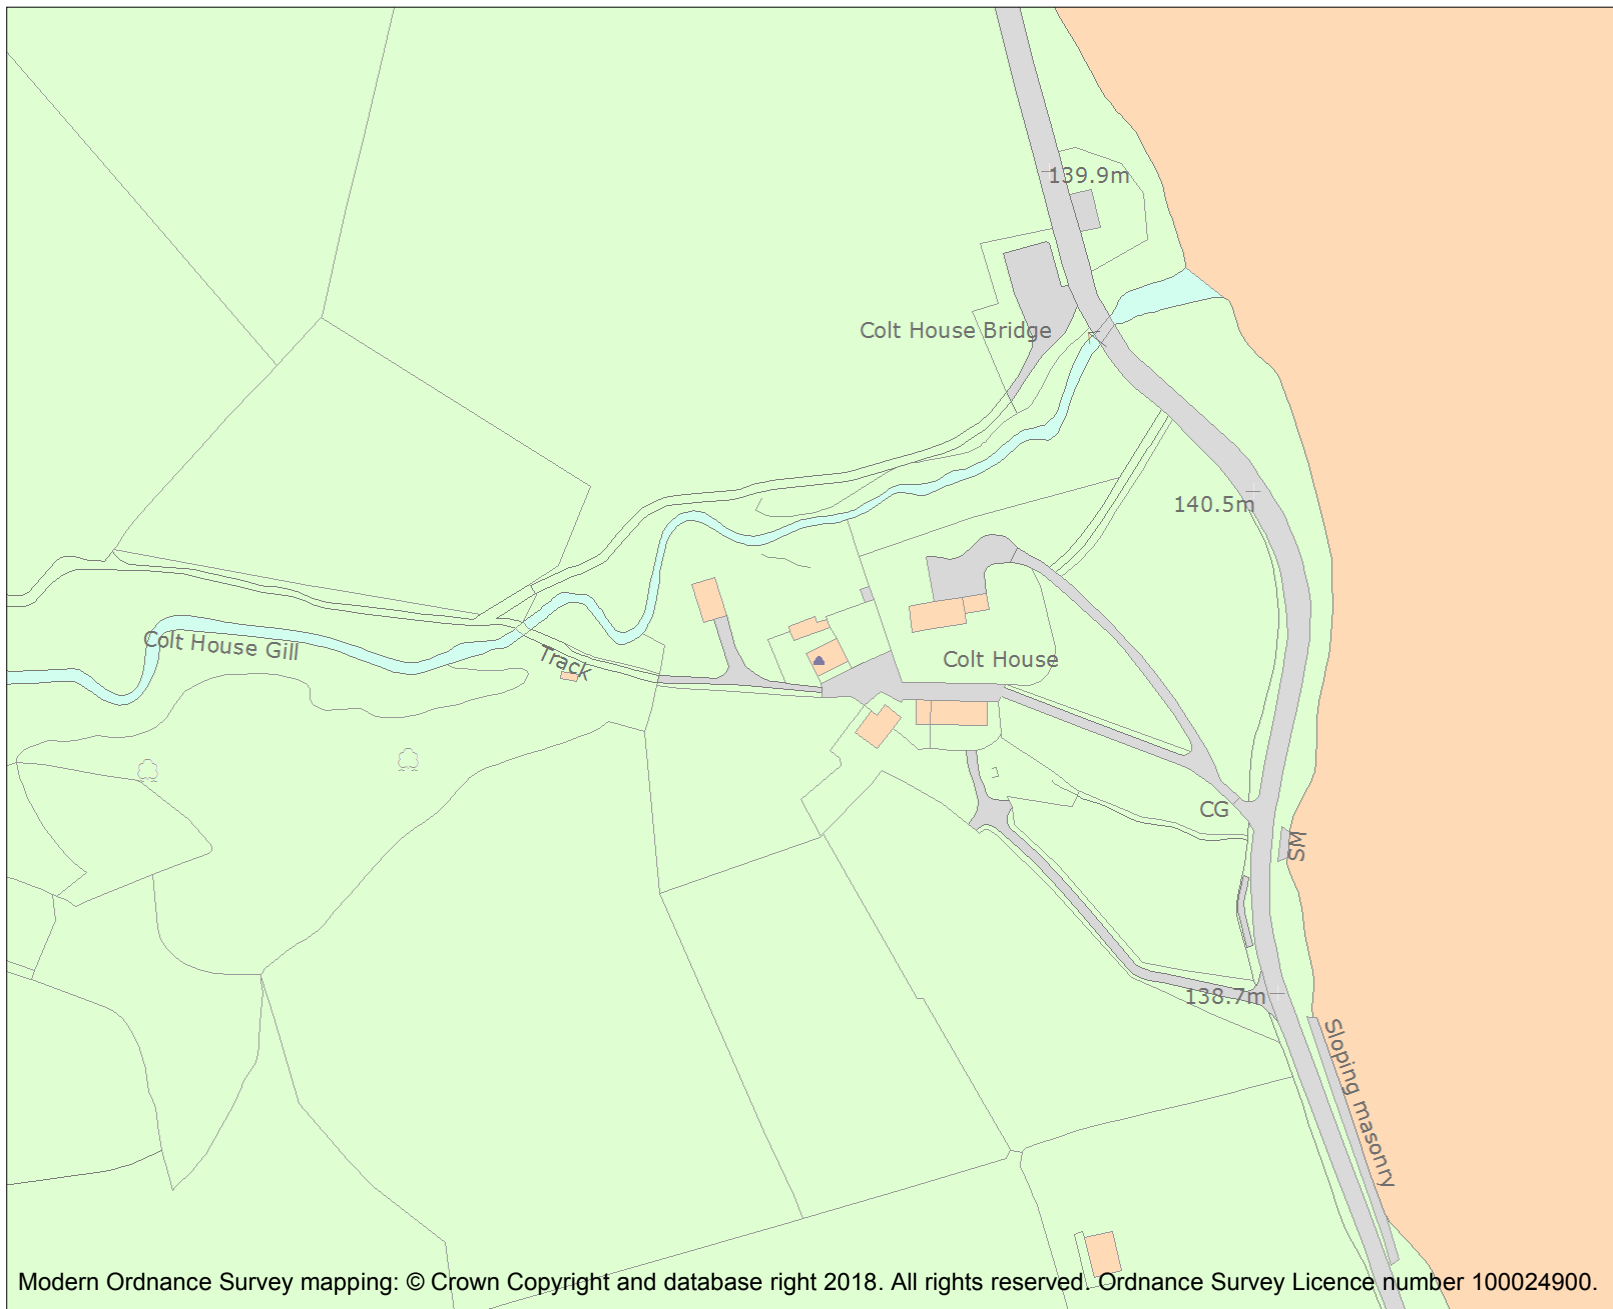 139.9m
Colt House Bridge
140.5m
Colt House Gill
Track
Colt House
CG
SM
138.7m
Sloping masonry
Modern Ordnance Survey mapping: © Crown Copyright and database right 2018. All rights reserved. Ordnance Survey Licence number 100024900.